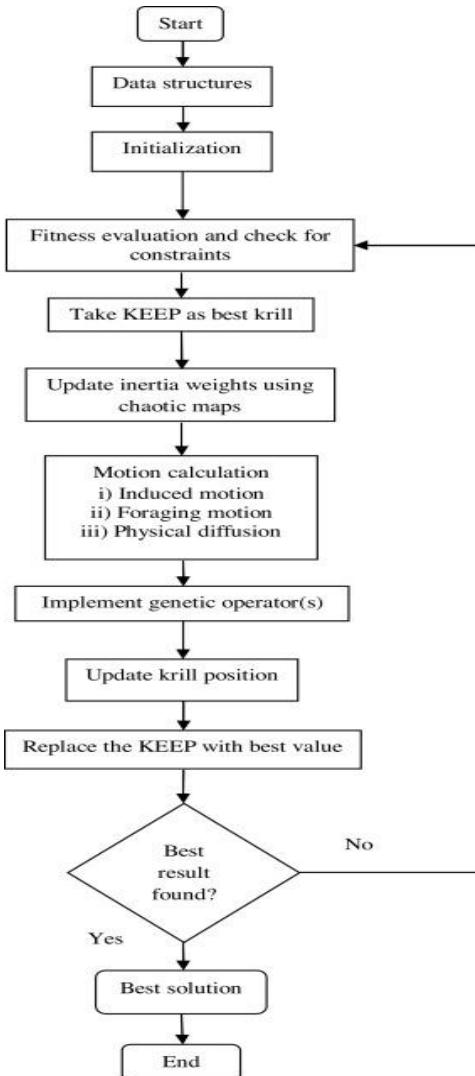 Start
Data structures
Initialization
Fitness evaluation and check for
constraints
Take KEEP as best krill
Update inertia weights using
chaotic maps
Motion calculation
i) Induced motion
ii) Foraging motion
iii) Physical diffusion
Implement genetic operator(s)
Update krill position
Replace the KEEP with best value
Best
result
found?
No
Yes
Best solution
End